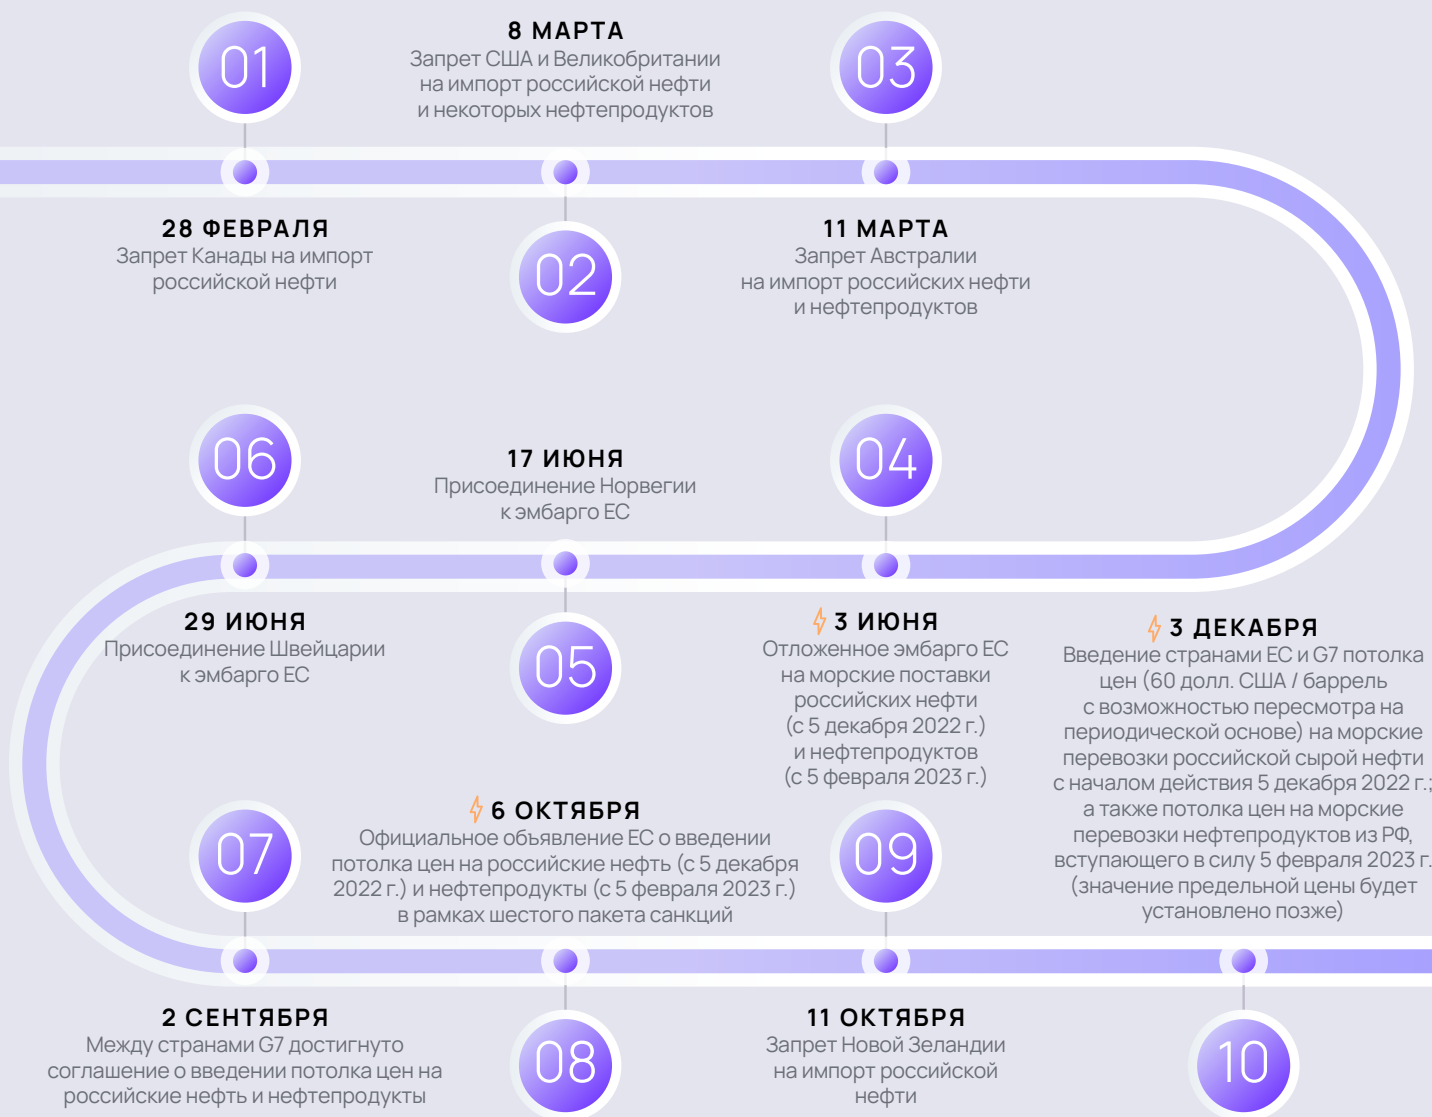 01
28 ФЕВРАЛЯ
Запрет Канады на импорт
российской нефти
8 МАРТА
Запрет США и Великобритании
на импорт российской нефти
и некоторых нефтепродуктов
02
03
11 МАРТА
Запрет Австралии
на импорт российских нефти
и нефтепродуктов
04
3 ИЮНЯ
Отложенное эмбарго ЕС
на морские поставки
российских нефти
(с 5 декабря 2022 г.)
и нефтепродуктов
(с 5 февраля 2023 г.)
17 ИЮНЯ
Присоединение Норвегии
к эмбарго ЕС
05
06
29 ИЮНЯ
Присоединение Швейцарии
к эмбарго ЕС
07
2 СЕНТЯБРЯ
Между странами G7 достигнуто
соглашение о введении потолка цен на
российские нефть и нефтепродукты
6 ОКТЯБРЯ
Официальное объявление ЕС о введении
потолка цен на российские нефть (с 5 декабря
2022 г.) и нефтепродукты (с 5 февраля 2023 г.)
в рамках шестого пакета санкций
08
09
11 ОКТЯБРЯ
Запрет Новой Зеландии
на импорт российской
нефти
3 ДЕКАБРЯ
Введение странами ЕС и G7 потолка
цен (60 долл. США / баррель
с возможностью пересмотра на
периодической основе) на морские
перевозки российской сырой нефти
с началом действия 5 декабря 2022 г.;
а также потолка цен на морские
перевозки нефтепродуктов из РФ,
вступающего в силу 5 февраля 2023 г.
(значение предельной цены будет
установлено позже)
10